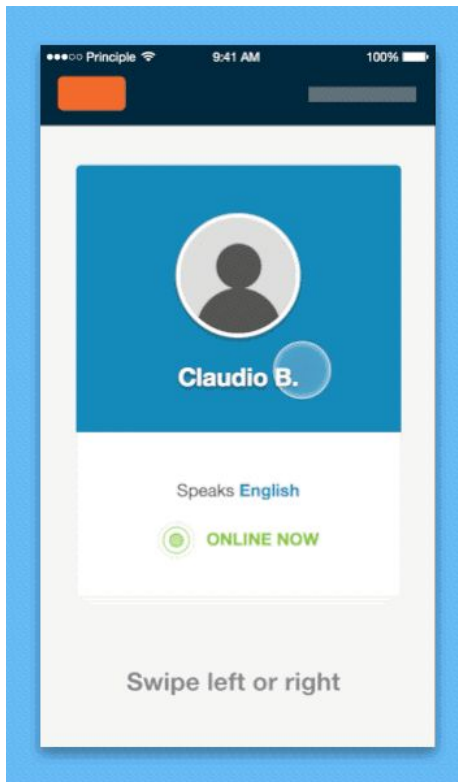 Principle 9:41 AM 100%
Claudio B.
Speaks English
ONLINE NOW
Swipe left or right